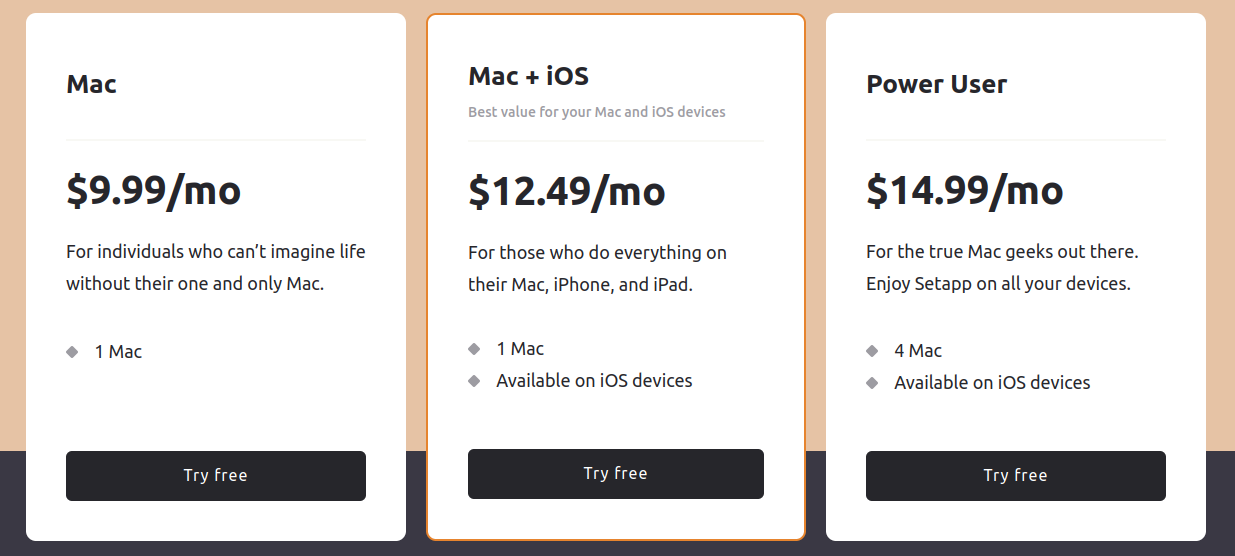 Mac
$9.99/mo
For individuals who can’t imagine life
without their one and only Mac.
1 Mac
Try free
Mac + iOS
Best value for your Mac and iOS devices
$12.49/mo
For those who do everything on
their Mac, iPhone, and iPad.
1 Mac
Available on iOS devices
Try free
Power User
$14.99/mo
For the true Mac geeks out there.
Enjoy Setapp on all your devices.
4 Mac
Available on iOS devices
Try free